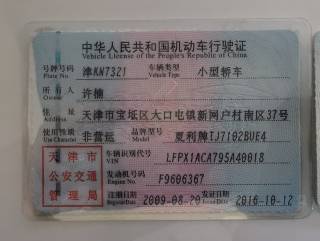 中华人民共和国机动车行驶证
Vehicle License of the People's Republic of China
号牌号码 津KN7321 车辆类型 小型轿车
Plate No. Vehicle Type
所有人 许楠
Owner
住址 天津市宝坻区大口屯镇新网户村南区37号
Address
使用性质 非营运 品牌型号 夏利牌TJ7102BUE4
Use Character Model
天津市
公安交通
管理局
车辆识别代号 LFPX1ACA795A40018
VIN
发动机号码 F9606367
Engine No.
注册日期 2009-08-20 发证日期 2016-10-12
Register Date Issue Date